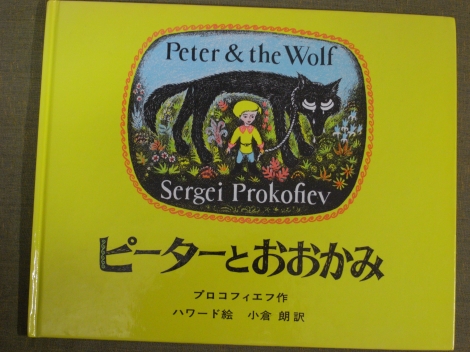 Peter & the Wolf
Sergei Prokofiev
ピーターとおおかみ
プロコフィエフ作
ハワード絵 小倉 朗 訳